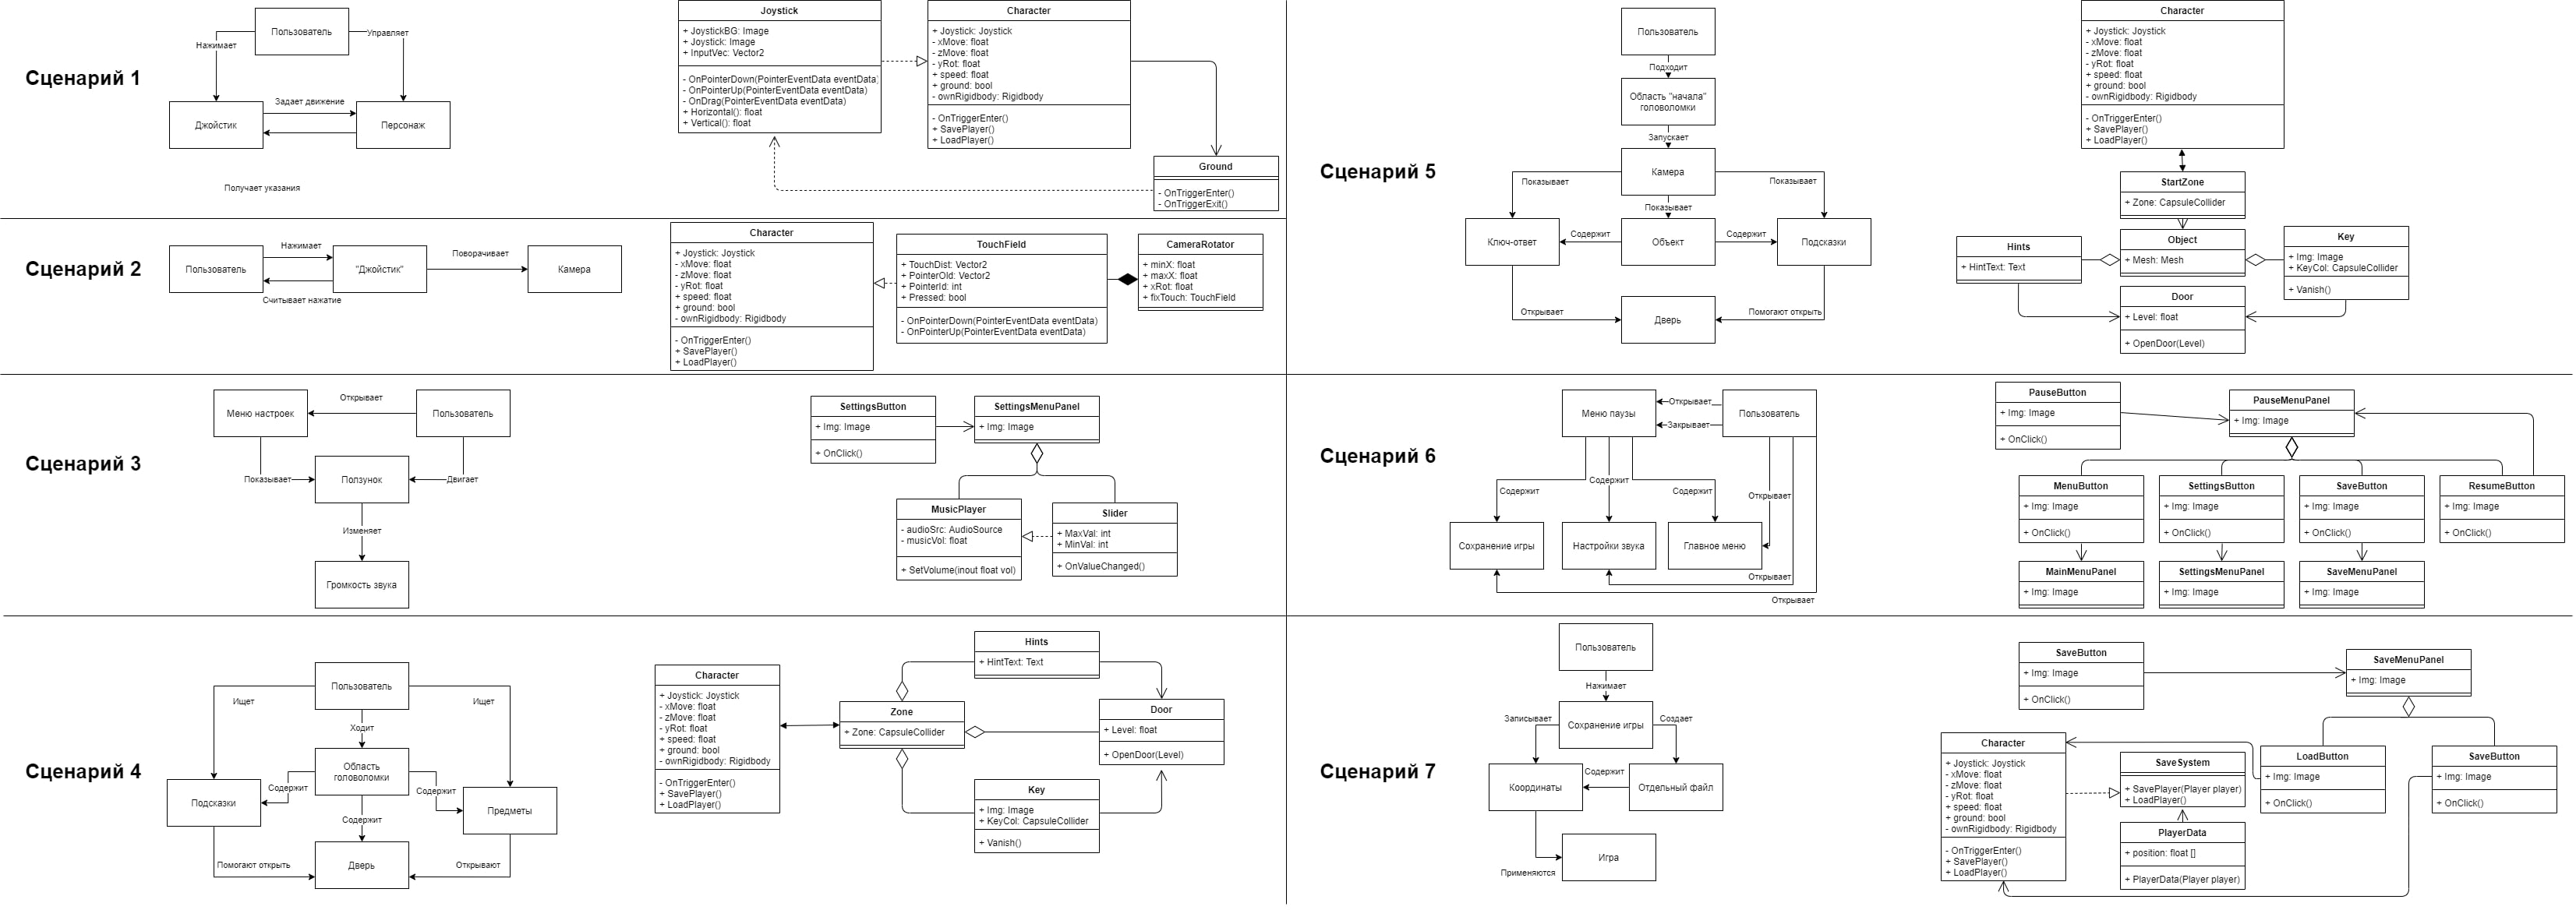 Сценарий 1
Пользователь
Нажимает
Управляет
Джойстик
Задает движение
Персонаж
Получает указания
Joystick
+ JoystickBG: Image
+ Joystick: Image
+ InputVec: Vector2
- OnPointerDown(PointerEventData eventData)
- OnPointerUp(PointerEventData eventData)
- OnDrag(PointerEventData eventData)
+ Horizontal(): float
+ Vertical(): float
Character
+ Joystick: Joystick
- xMove: float
- zMove: float
- yRot: float
+ speed: float
+ ground: bool
- ownRigidbody: Rigidbody
- OnTriggerEnter()
+ SavePlayer()
+ LoadPlayer()
Ground
- OnTriggerEnter()
- OnTriggerExit()
Сценарий 2
Пользователь
Нажимает
Считывает нажатие
"Джойстик"
Поворачивает
Камера
Character
+ Joystick: Joystick
- xMove: float
- zMove: float
- yRot: float
+ speed: float
+ ground: bool
- ownRigidbody: Rigidbody
- OnTriggerEnter()
+ SavePlayer()
+ LoadPlayer()
TouchField
+ TouchDist: Vector2
+ PointerOld: Vector2
+ PointerId: int
+ Pressed: bool
- OnPointerDown(PointerEventData eventData)
- OnPointerUp(PointerEventData eventData)
CameraRotator
+ minX: float
+ maxX: float
+ xRot: float
+ fixTouch: TouchField
Сценарий 3
Меню настроек
Открывает
Пользователь
Показывает
Ползунок
Двигает
Изменяет
Громкость звука
SettingsButton
+ Img: Image
+ OnClick()
SettingsMenuPanel
+ Img: Image
MusicPlayer
- audioSrc: AudioSource
- musicVol: float
+ SetVolume(inout float vol)
Slider
+ MaxVal: int
+ MinVal: int
+ OnValueChanged()
Сценарий 4
Пользователь
Ищет
Ходит
Ищет
Область
головоломки
Содержит
Содержит
Содержит
Подсказки
Предметы
Помогают открыть
Дверь
Открывают
Character
+ Joystick: Joystick
- xMove: float
- zMove: float
- yRot: float
+ speed: float
+ ground: bool
- ownRigidbody: Rigidbody
- OnTriggerEnter()
+ SavePlayer()
+ LoadPlayer()
Hints
+ HintText: Text
Zone
+ Zone: CapsuleCollider
Door
+ Level: float
+ OpenDoor(Level)
Key
+ Img: Image
+ KeyCol: CapsuleCollider
+ Vanish()
Сценарий 5
Пользователь
Подходит
Область "начала"
головоломки
Запускает
Камера
Показывает
Показывает
Показывает
Ключ-ответ
Содержит
Объект
Содержит
Подсказки
Открывает
Дверь
Помогают открыть
Character
+ Joystick: Joystick
- xMove: float
- zMove: float
- yRot: float
+ speed: float
+ ground: bool
- ownRigidbody: Rigidbody
- OnTriggerEnter()
+ SavePlayer()
+ LoadPlayer()
StartZone
+ Zone: CapsuleCollider
Hints
+ HintText: Text
Object
+ Mesh: Mesh
Key
+ Img: Image
+ KeyCol: CapsuleCollider
+ Vanish()
Door
+ Level: float
+ OpenDoor(Level)
Сценарий 6
Меню паузы
Открывает
Закрывает
Пользователь
Содержит
Содержит
Содержит
Открывает
Сохранение игры
Настройки звука
Главное меню
Открывает
Открывает
PauseButton
+ Img: Image
+ OnClick()
PauseMenuPanel
+ Img: Image
MenuButton
+ Img: Image
+ OnClick()
SettingsButton
+ Img: Image
+ OnClick()
SaveButton
+ Img: Image
+ OnClick()
ResumeButton
+ Img: Image
+ OnClick()
MainMenuPanel
+ Img: Image
SettingsMenuPanel
+ Img: Image
SaveMenuPanel
+ Img: Image
Сценарий 7
Пользователь
Нажимает
Сохранение игры
Записывает
Создает
Координаты
Содержит
Отдельный файл
Игра
Применяются
SaveButton
+ Img: Image
+ OnClick()
SaveMenuPanel
+ Img: Image
Character
+ Joystick: Joystick
- xMove: float
- zMove: float
- yRot: float
+ speed: float
+ ground: bool
- ownRigidbody: Rigidbody
- OnTriggerEnter()
+ SavePlayer()
+ LoadPlayer()
SaveSystem
+ SavePlayer(Player player)
+ LoadPlayer()
PlayerData
+ position: float []
+ PlayerData(Player player)
LoadButton
+ Img: Image
+ OnClick()
SaveButton
+ Img: Image
+ OnClick()